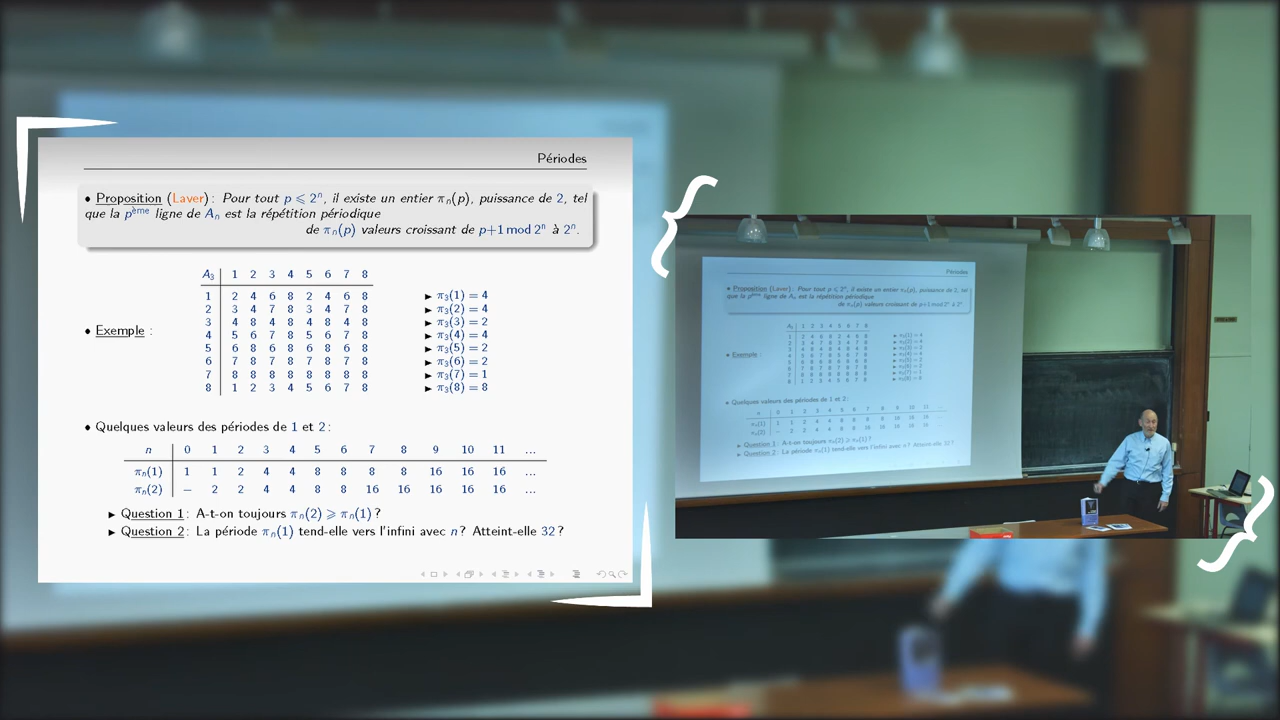 Périodes
• Proposition (Laver) : Pour tout p ⩽ 2ⁿ, il existe un entier πₙ(p), puissance de 2, tel
que la pᵉᵐᵉ ligne de Aₙ est la répétition périodique
de πₙ(p) valeurs croissant de p+1 mod 2ⁿ à 2ⁿ.
A₃ 1 2 3 4 5 6 7 8
1 2 4 6 8 2 4 6 8 ► π₃(1) = 4
2 3 4 7 8 3 4 7 8 ► π₃(2) = 4
3 4 8 4 8 4 8 4 8 ► π₃(3) = 2
4 5 6 7 8 5 6 7 8 ► π₃(4) = 4
• Exemple :
5 6 8 6 8 6 8 6 8 ► π₃(5) = 2
6 7 8 7 8 7 8 7 8 ► π₃(6) = 2
7 8 8 8 8 8 8 8 8 ► π₃(7) = 1
8 1 2 3 4 5 6 7 8 ► π₃(8) = 8
• Quelques valeurs des périodes de 1 et 2 :
n 0 1 2 3 4 5 6 7 8 9 10 11 ...
πₙ(1) 1 1 2 4 4 8 8 8 8 16 16 16 ...
πₙ(2) – 2 2 4 4 8 8 16 16 16 16 16 ...
► Question 1 : A-t-on toujours πₙ(2) ⩾ πₙ(1) ?
► Question 2 : La période πₙ(1) tend-elle vers l'infini avec n ? Atteint-elle 32 ?